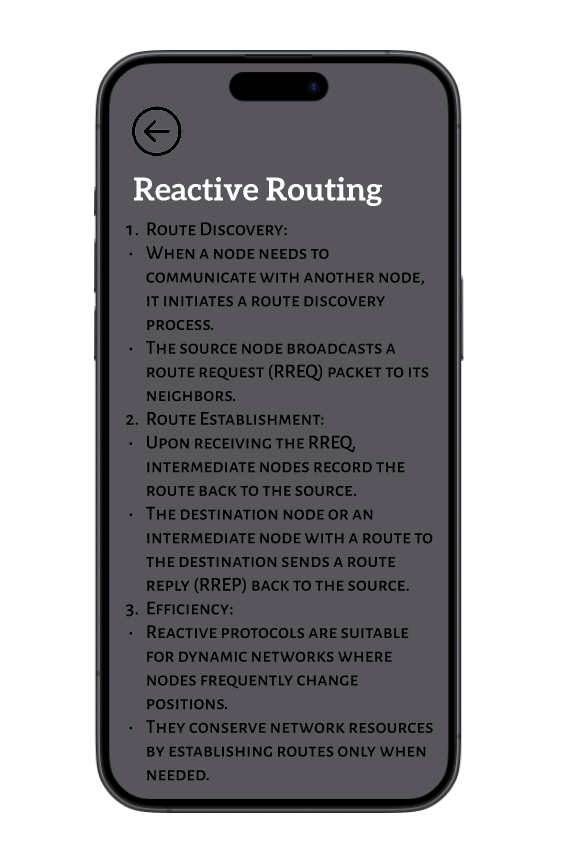 Reactive Routing
1. Route Discovery:
· When a node needs to
communicate with another node,
it initiates a route discovery
process.
· The source node broadcasts a
route request (RREQ) packet to its
neighbors.
2. Route Establishment:
· Upon receiving the RREQ,
intermediate nodes record the
route back to the source.
· The destination node or an
intermediate node with a route to
the destination sends a route
reply (RREP) back to the source.
3. Efficiency:
· Reactive protocols are suitable
for dynamic networks where
nodes frequently change
positions.
· They conserve network resources
by establishing routes only when
needed.